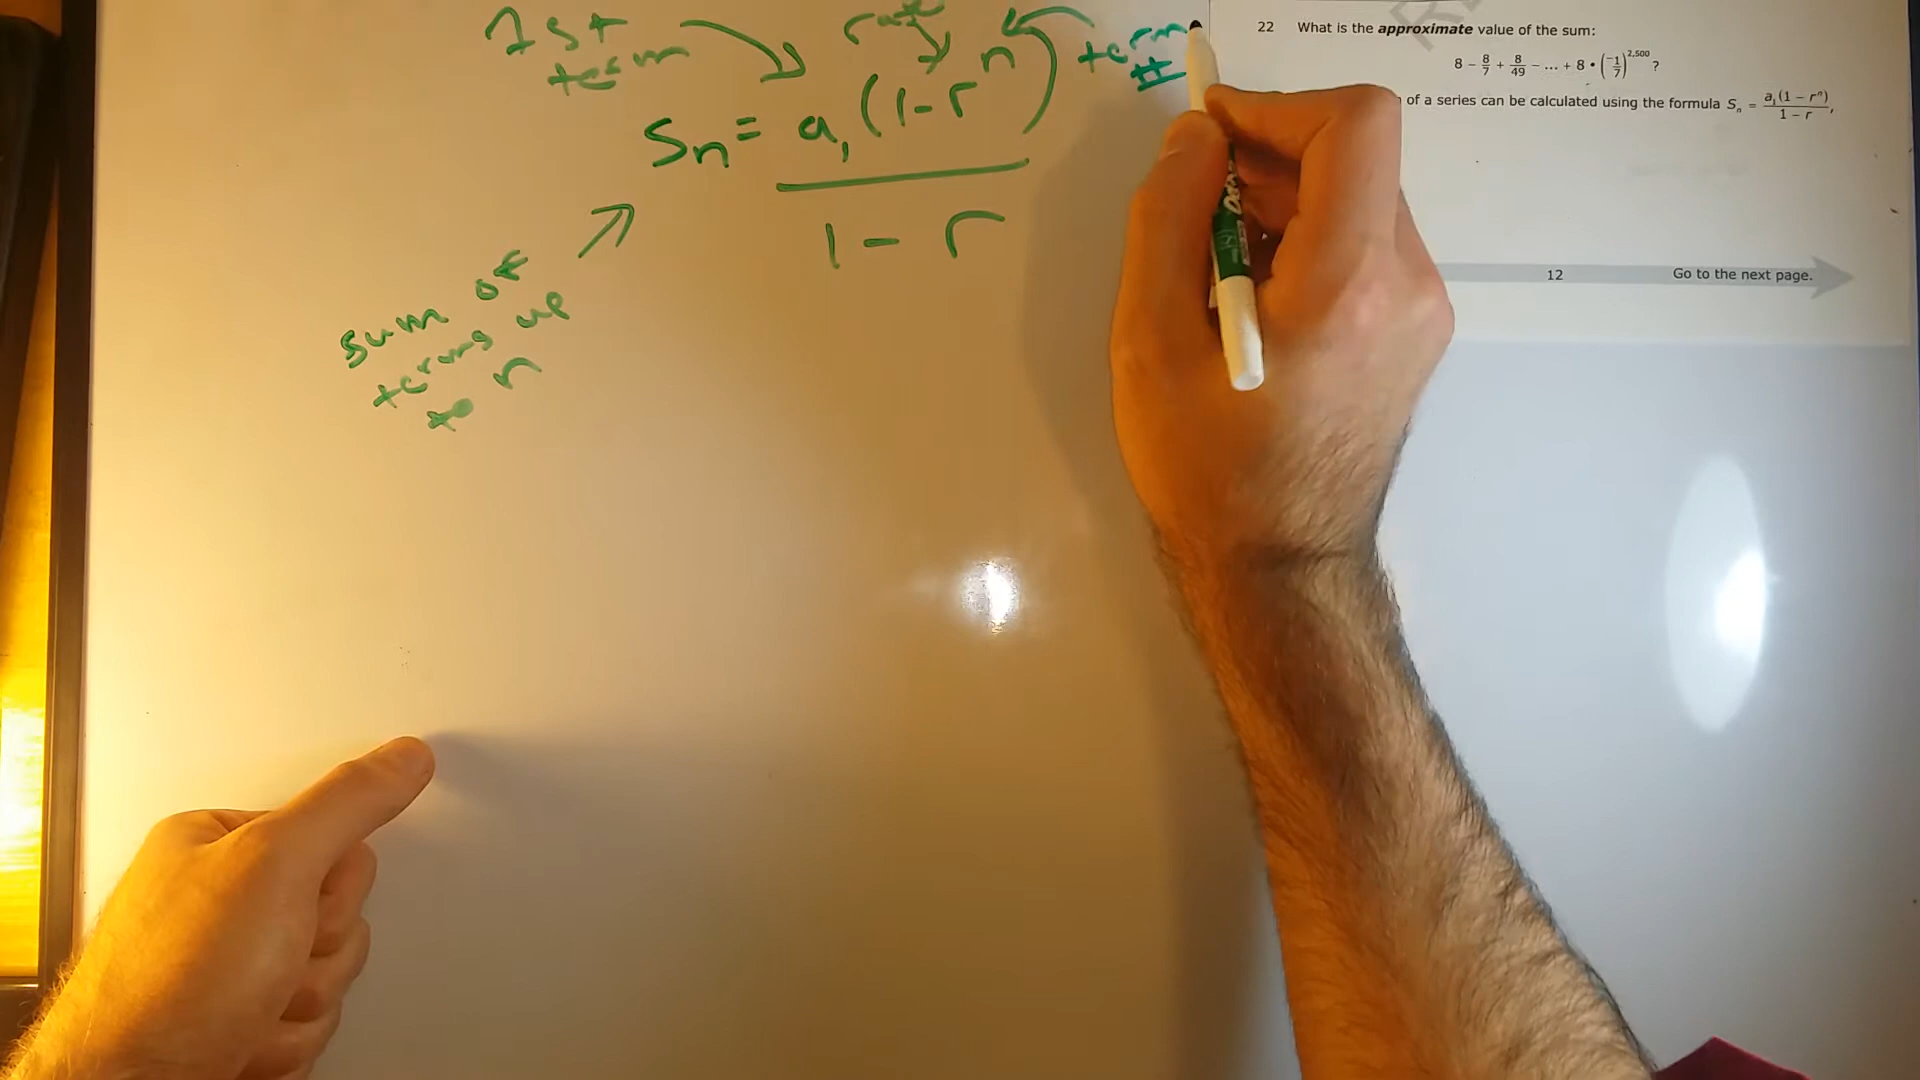 1st
term
rate
term
#
Sn = a₁(1-rⁿ)
1 - r
sum of
terms up
to n
22 What is the approximate value of the sum:
8 − 8/7 + 8/49 − ... + 8 • (−1/7)^2,500 ?
of a series can be calculated using the formula Sn = a₁(1 − rⁿ)/1 − r,
12 Go to the next page.